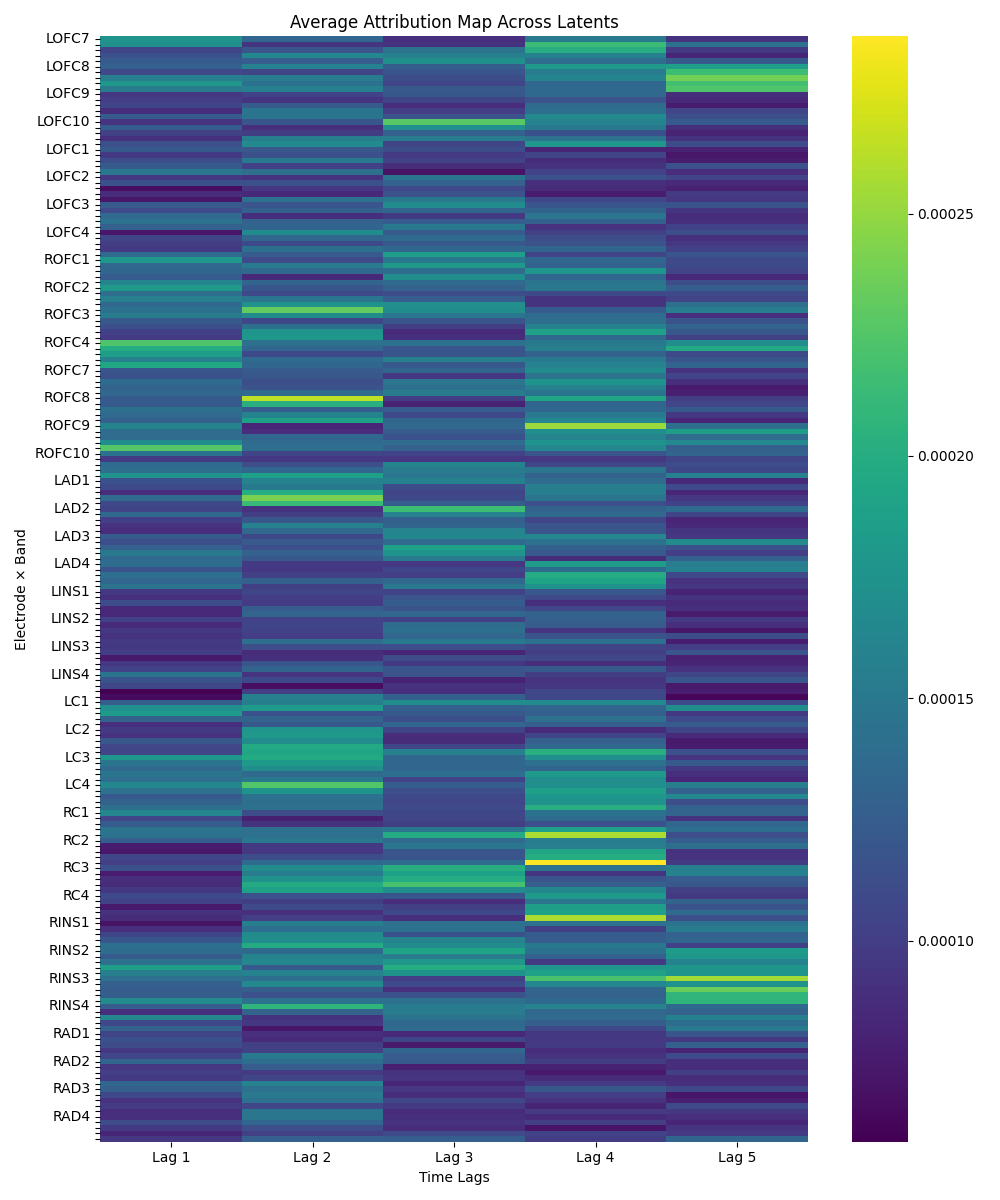 Average Attribution Map Across Latents
LOFC7
LOFC8
LOFC9
LOFC10
LOFC1
LOFC2
LOFC3
LOFC4
ROFC1
ROFC2
ROFC3
ROFC4
ROFC7
ROFC8
ROFC9
ROFC10
LAD1
LAD2
LAD3
LAD4
LINS1
LINS2
LINS3
LINS4
LC1
LC2
LC3
LC4
RC1
RC2
RC3
RC4
RINS1
RINS2
RINS3
RINS4
RAD1
RAD2
RAD3
RAD4
Electrode × Band
Lag 1 Lag 2 Lag 3 Lag 4 Lag 5
Time Lags
0.00025
0.00020
0.00015
0.00010